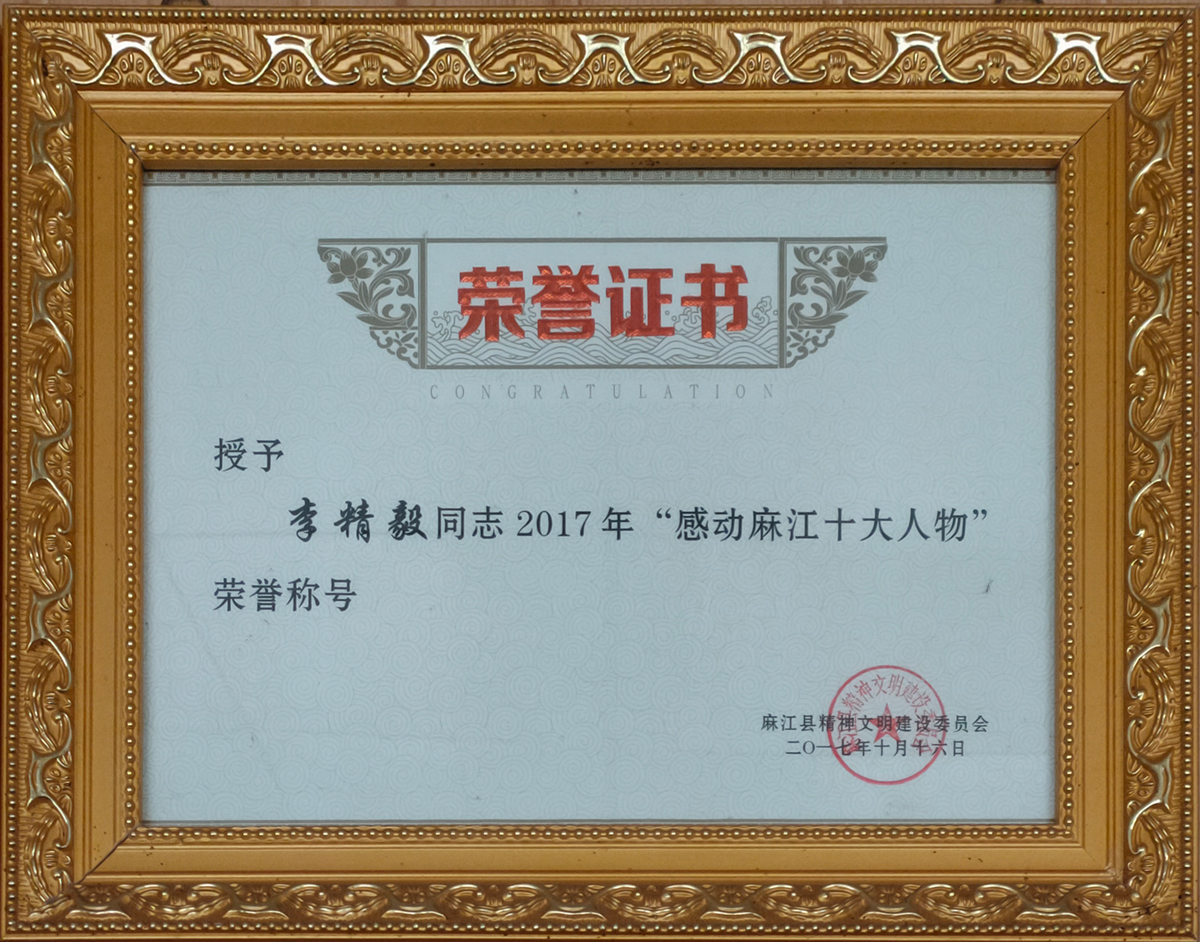 荣誉证书
CONGRATULATION
授予
李精毅同志2017年“感动麻江十大人物”
荣誉称号
麻江县精神文明建设委员会
二〇一七年十月十六日